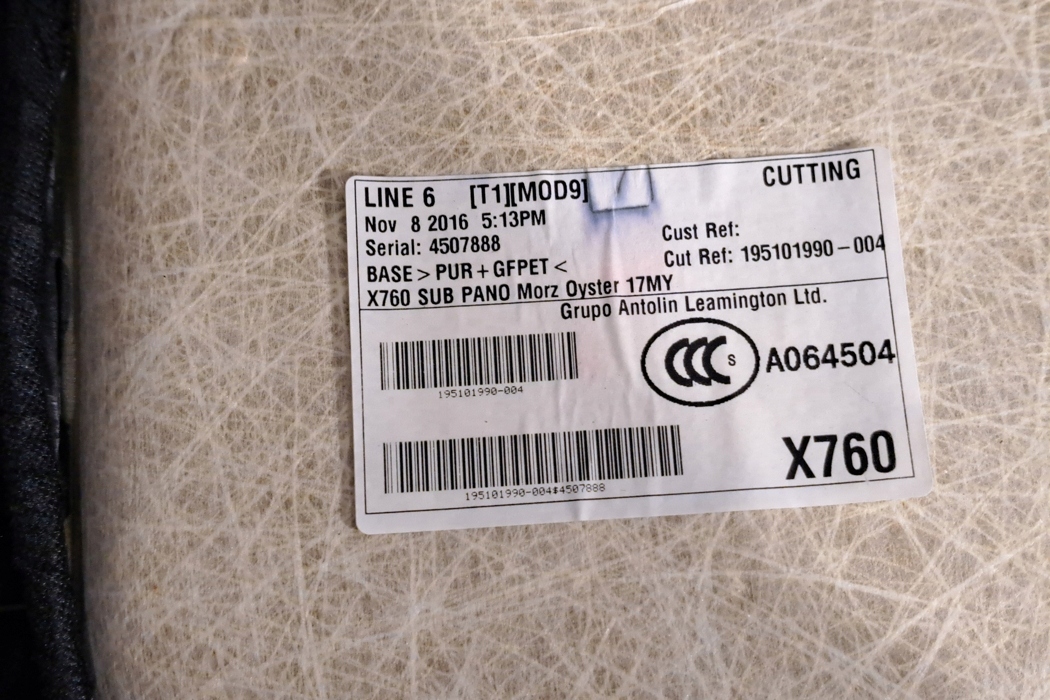 LINE 6 [T1][MOD9]
CUTTING
Nov 8 2016 5:13PM
Serial: 4507888
Cust Ref:
Cut Ref: 195101990-004
BASE > PUR + GFPET <
X760 SUB PANO Morz Oyster 17MY
Grupo Antolin Leamington Ltd.
CCC S A064504
195101990-004
X760
195101990-004$4507888